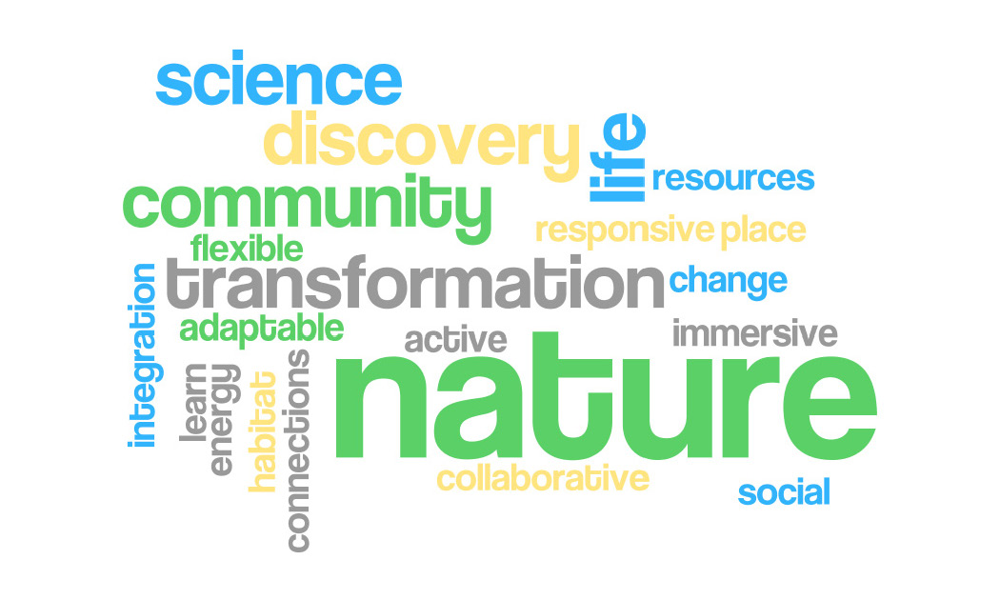 science
discovery
life
resources
community
responsive place
flexible
transformation
change
integration
adaptable
active
immersive
nature
learn
energy
habitat
connections
collaborative
social